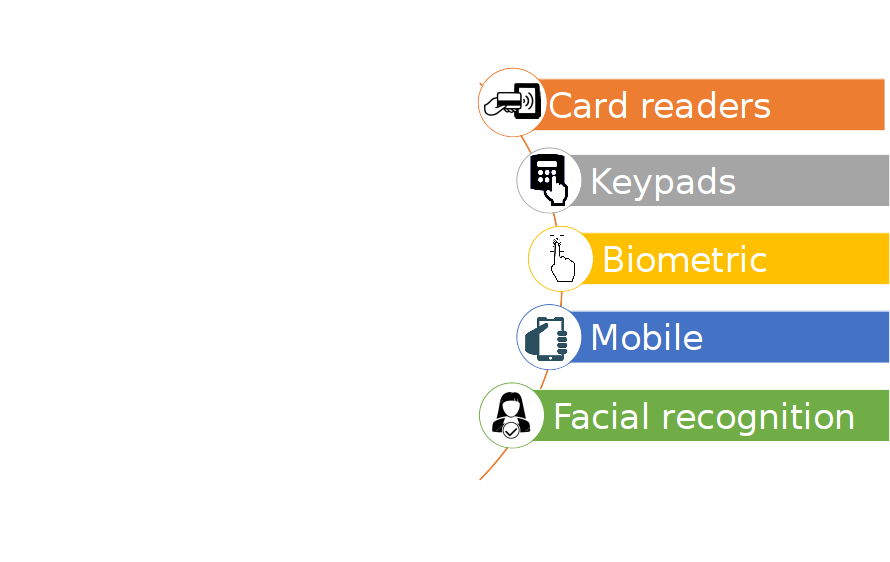 Card readers
Keypads
Biometric
Mobile
Facial recognition